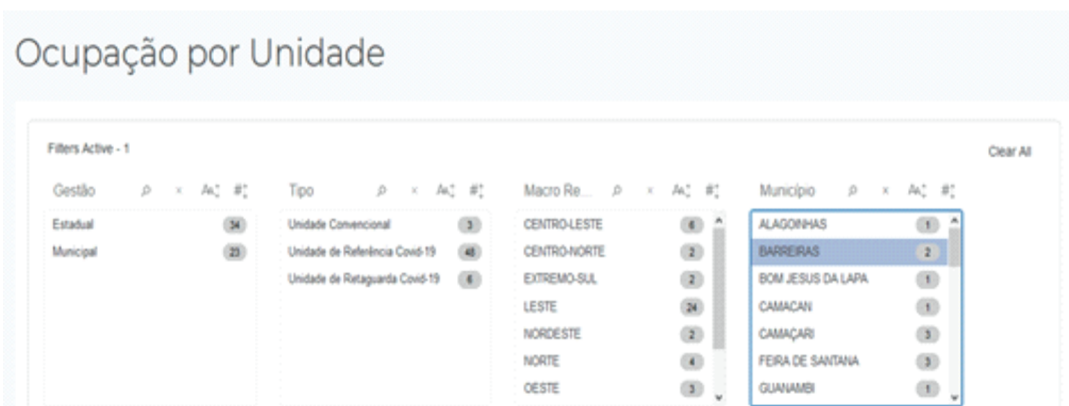 Ocupação por Unidade
Filters Active - 1
Clear All
Gestão
Estadual 34
Municipal 23
Tipo
Unidade Convencional 3
Unidade de Referência Covid-19 48
Unidade de Retaguarda Covid-19 6
Macro Re...
CENTRO-LESTE 6
CENTRO-NORTE 2
EXTREMO-SUL 2
LESTE 24
NORDESTE 2
NORTE 4
OESTE 3
Município
ALAGOINHAS 1
BARREIRAS 2
BOM JESUS DA LAPA 1
CAMACAN 1
CAMAÇARI 3
FEIRA DE SANTANA 3
GUANAMBI 1